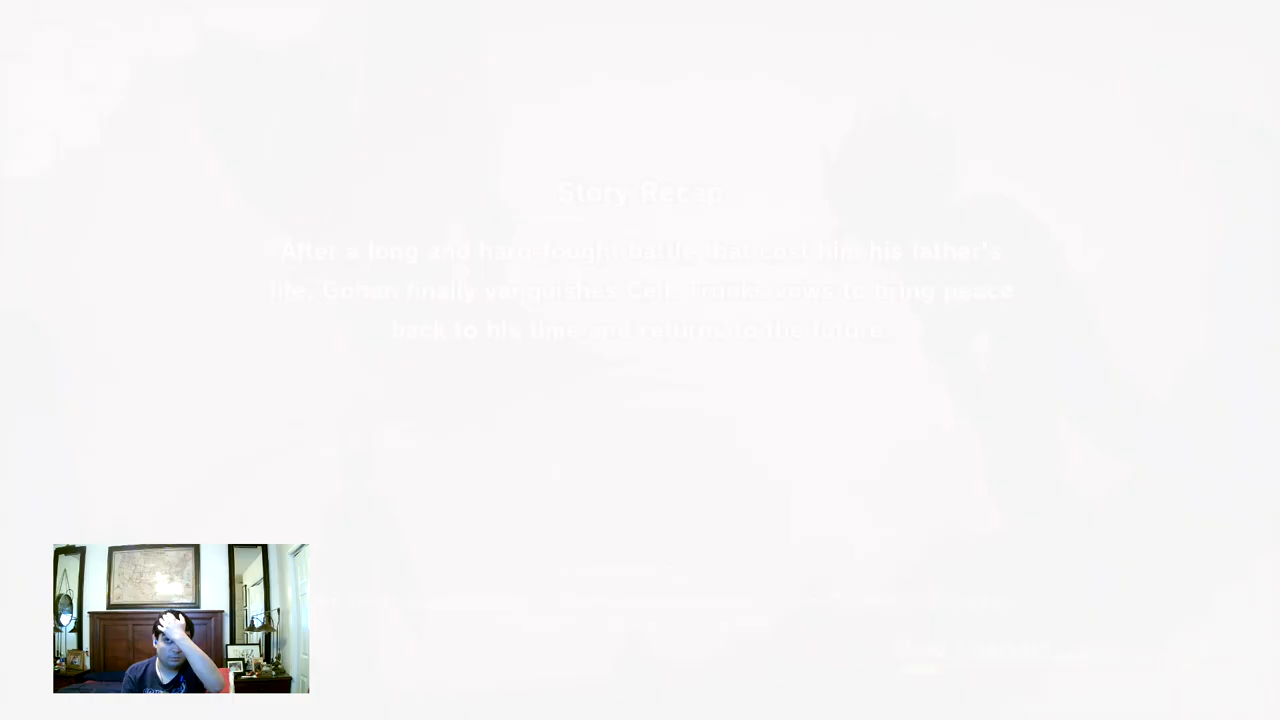 Story Recap
After a long and hard-fought battle that cost him his father's
life, Gohan finally vanquishes Cell. Trunks vows to bring peace
back to his time and returns to the future.